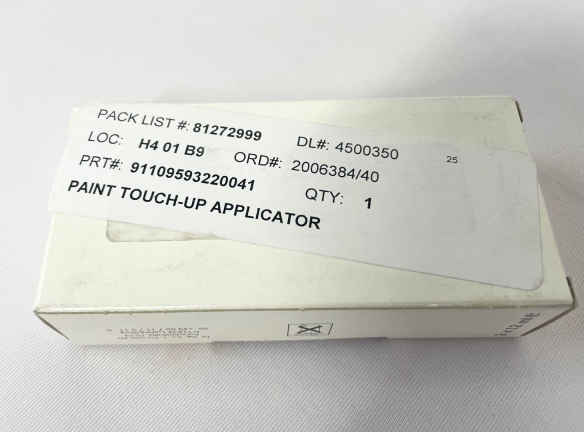 PACK LIST #: 81272999 DL#: 4500350 25
LOC: H4 01 B9 ORD#: 2006384/40
PRT#: 91109593220041 QTY: 1
PAINT TOUCH-UP APPLICATOR